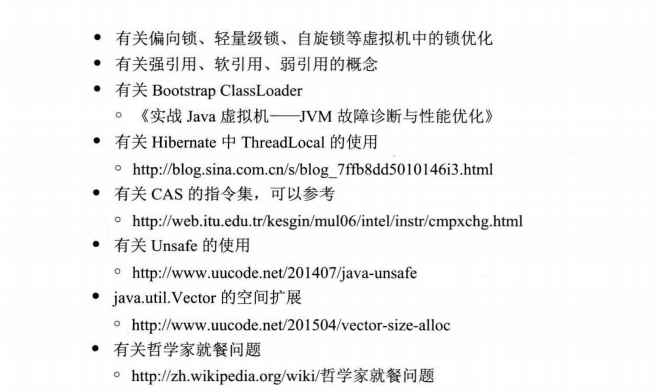 • 有关偏向锁、轻量级锁、自旋锁等虚拟机中的锁优化
• 有关强引用、软引用、弱引用的概念
• 有关 Bootstrap ClassLoader
○ 《实战 Java 虚拟机——JVM 故障诊断与性能优化》
• 有关 Hibernate 中 ThreadLocal 的使用
○ http://blog.sina.com.cn/s/blog_7ffb8dd5010146i3.html
• 有关 CAS 的指令集，可以参考
○ http://web.itu.edu.tr/kesgin/mul06/intel/instr/cmpxchg.html
• 有关 Unsafe 的使用
○ http://www.uucode.net/201407/java-unsafe
• java.util.Vector 的空间扩展
○ http://www.uucode.net/201504/vector-size-alloc
• 有关哲学家就餐问题
○ http://zh.wikipedia.org/wiki/哲学家就餐问题